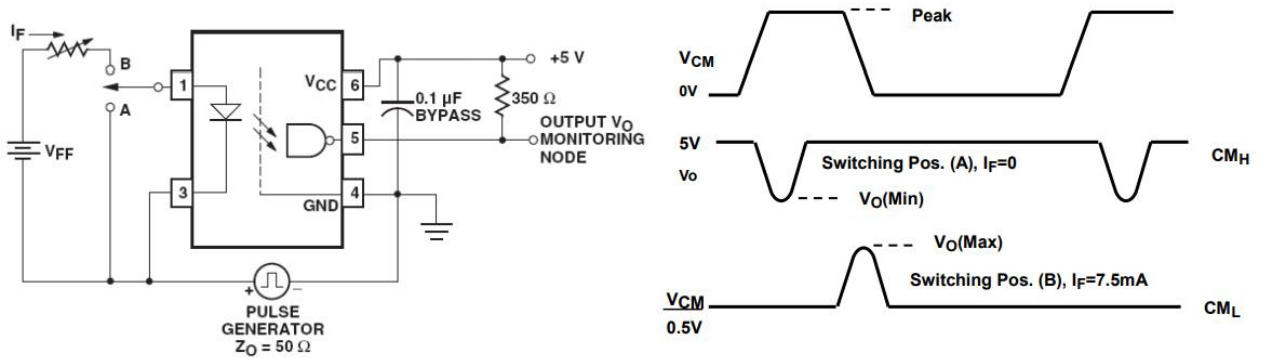 IF
B
A
VFF
1
3
VCC
6
5
4
GND
+5 V
0.1 µF
BYPASS
350 Ω
OUTPUT VO
MONITORING
NODE
+
−
PULSE
GENERATOR
ZO = 50 Ω
Peak
VCM
0V
5V
Vo
Switching Pos. (A), IF=0
CMH
VO(Min)
VO(Max)
Switching Pos. (B), IF=7.5mA
VCM
0.5V
CML